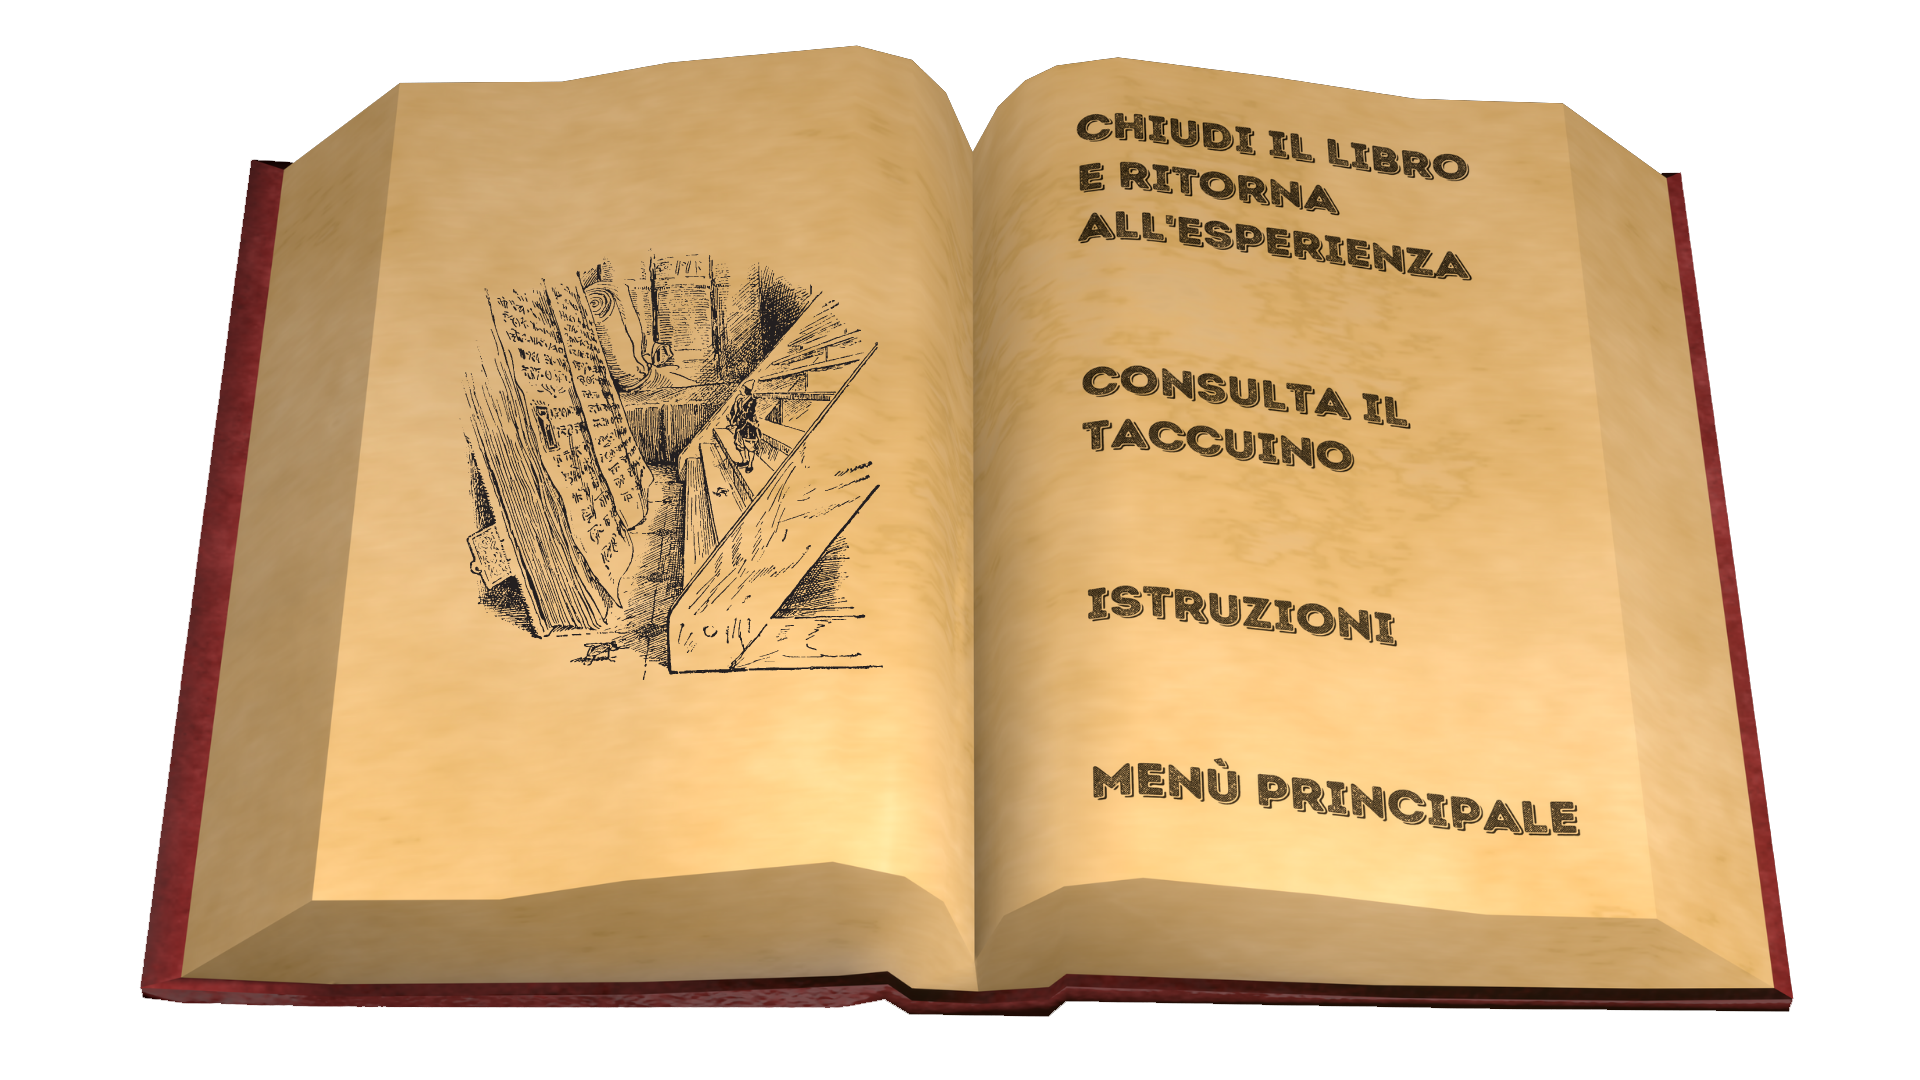 CHIUDI IL LIBRO
E RITORNA
ALL'ESPERIENZA
CONSULTA IL
TACCUINO
ISTRUZIONI
MENÙ PRINCIPALE